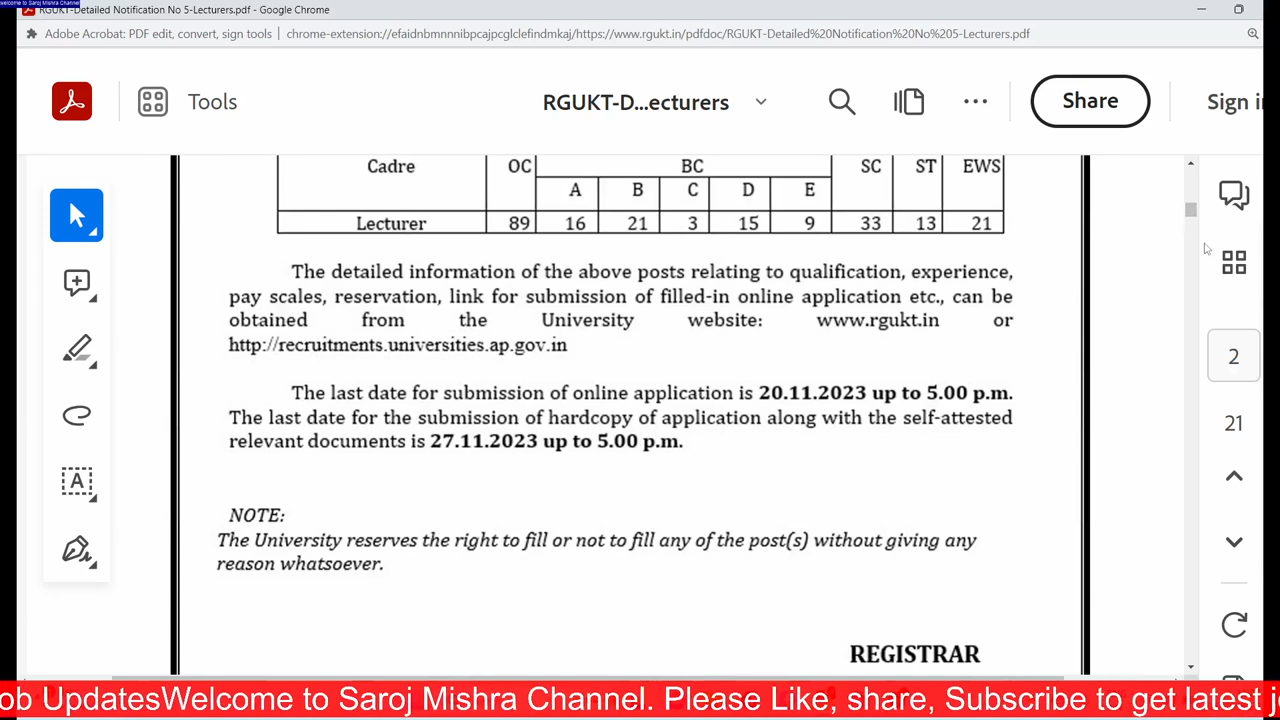 Welcome to Saroj Mishra Channel
RGUKT-Detailed Notification No 5-Lecturers.pdf - Google Chrome
Adobe Acrobat: PDF edit, convert, sign tools | chrome-extension://efaidnbmnnnibpcajpcglclefindmkaj/https://www.rgukt.in/pdfdoc/RGUKT-Detailed%20Notification%20No%205-Lecturers.pdf
Tools
RGUKT-D...ecturers
Share
Sign i
Cadre OC BC SC ST EWS
A B C D E
Lecturer 89 16 21 3 15 9 33 13 21
The detailed information of the above posts relating to qualification, experience,
pay scales, reservation, link for submission of filled-in online application etc., can be
obtained from the University website: www.rgukt.in or
http://recruitments.universities.ap.gov.in
The last date for submission of online application is 20.11.2023 up to 5.00 p.m.
The last date for the submission of hardcopy of application along with the self-attested
relevant documents is 27.11.2023 up to 5.00 p.m.
NOTE:
The University reserves the right to fill or not to fill any of the post(s) without giving any
reason whatsoever.
REGISTRAR
2
21
A
ob UpdatesWelcome to Saroj Mishra Channel. Please Like, share, Subscribe to get latest j